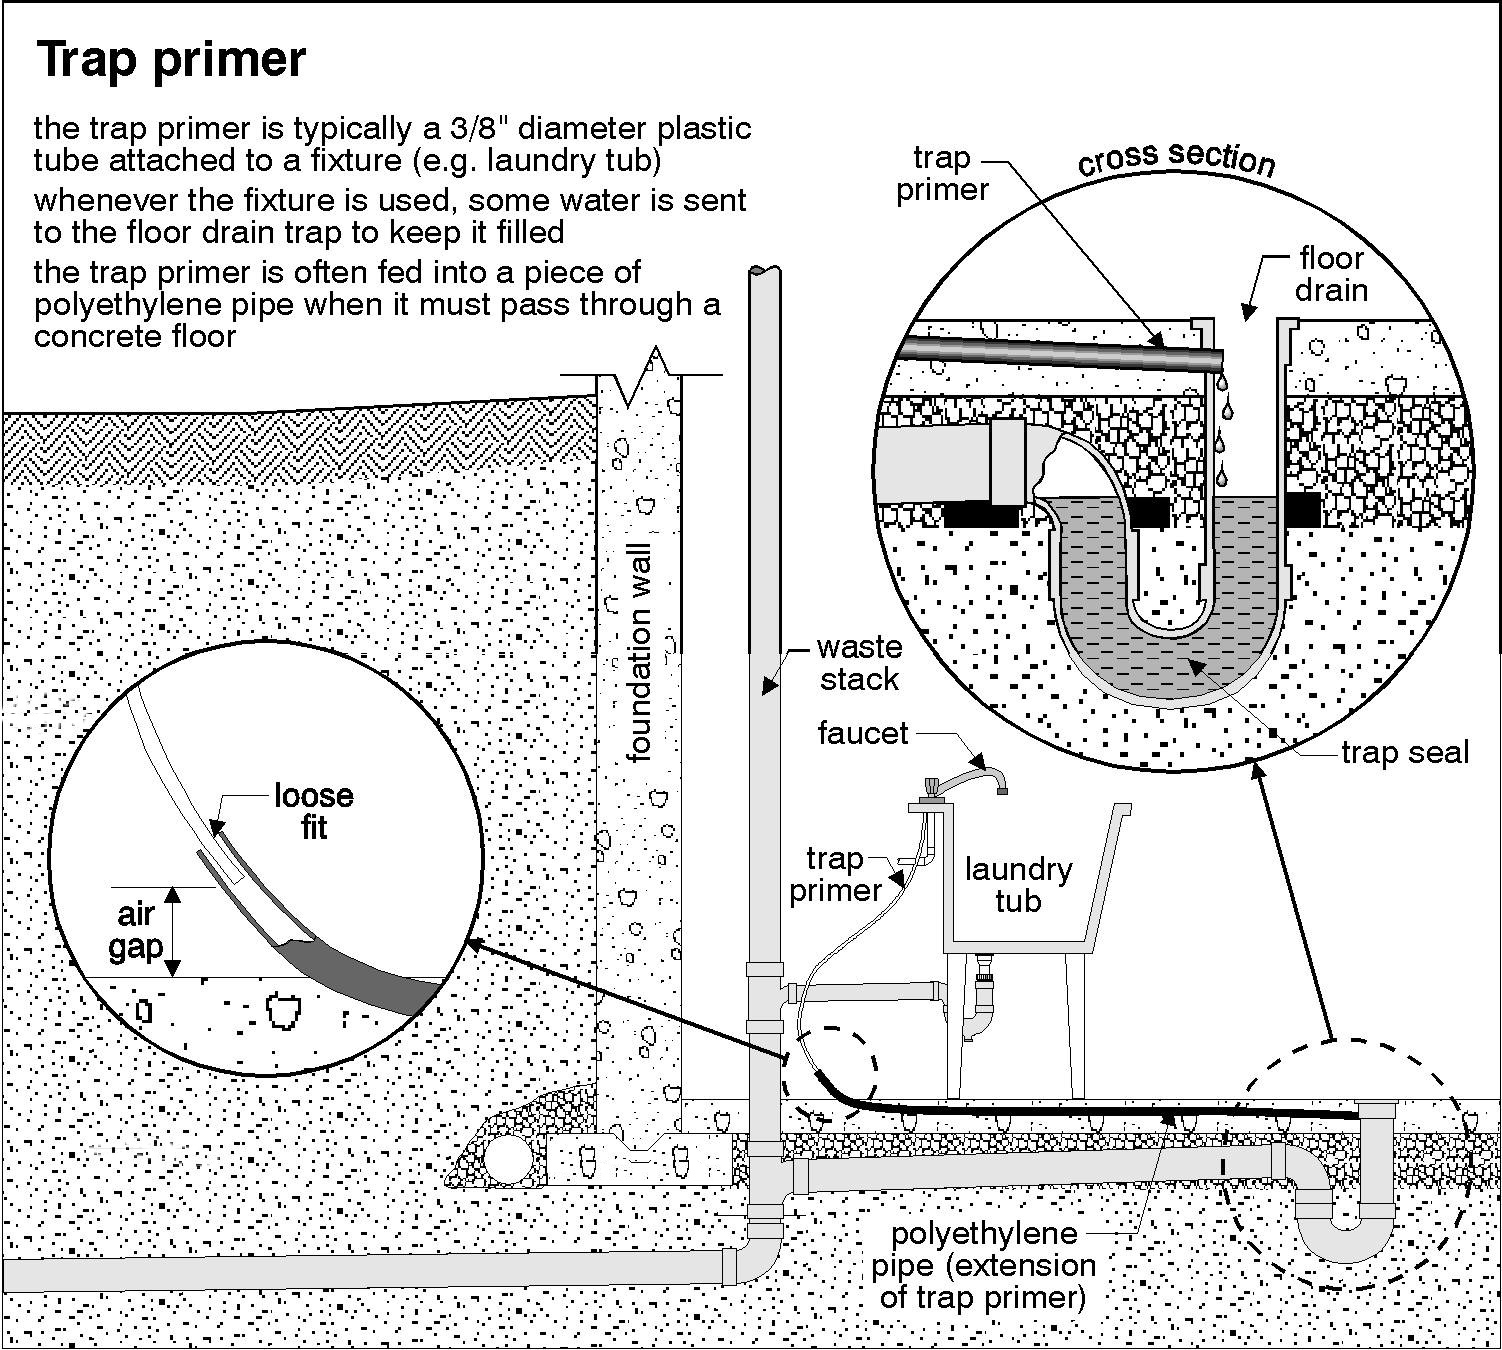 Trap primer
the trap primer is typically a 3/8" diameter plastic
tube attached to a fixture (e.g. laundry tub)
whenever the fixture is used, some water is sent
to the floor drain trap to keep it filled
the trap primer is often fed into a piece of
polyethylene pipe when it must pass through a
concrete floor
trap
primer
cross section
floor
drain
trap seal
foundation wall
waste
stack
faucet
trap
primer
laundry
tub
loose
fit
air
gap
polyethylene
pipe (extension
of trap primer)